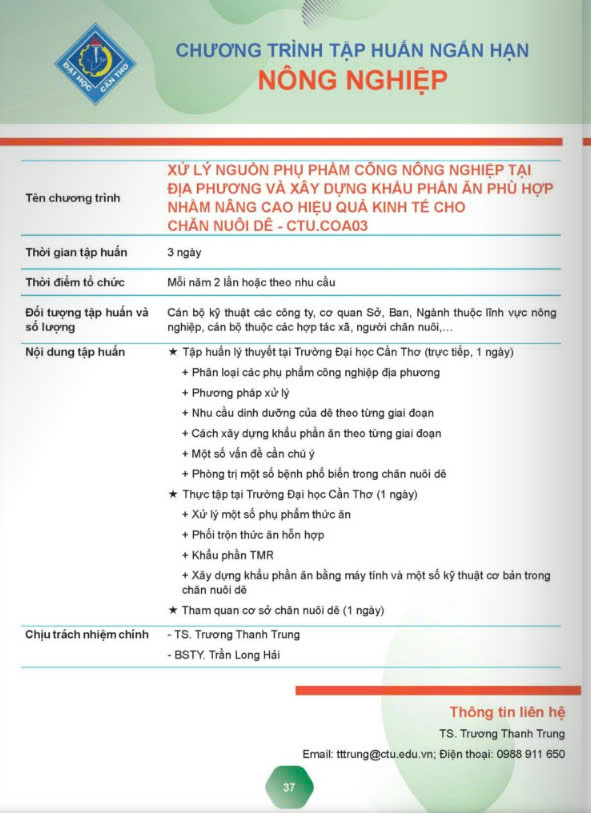 ĐẠI HỌC CẦN THƠ
CHƯƠNG TRÌNH TẬP HUẤN NGẮN HẠN
NÔNG NGHIỆP
Tên chương trình
XỬ LÝ NGUỒN PHỤ PHẨM CÔNG NÔNG NGHIỆP TẠI
ĐỊA PHƯƠNG VÀ XÂY DỰNG KHẨU PHẦN ĂN PHÙ HỢP
NHẰM NÂNG CAO HIỆU QUẢ KINH TẾ CHO
CHĂN NUÔI DÊ - CTU.COA03
Thời gian tập huấn
3 ngày
Thời điểm tổ chức
Mỗi năm 2 lần hoặc theo nhu cầu
Đối tượng tập huấn và
số lượng
Cán bộ kỹ thuật các công ty, cơ quan Sở, Ban, Ngành thuộc lĩnh vực nông
nghiệp, cán bộ thuộc các hợp tác xã, người chăn nuôi,…
Nội dung tập huấn
★ Tập huấn lý thuyết tại Trường Đại học Cần Thơ (trực tiếp, 1 ngày)
+ Phân loại các phụ phẩm công nghiệp địa phương
+ Phương pháp xử lý
+ Nhu cầu dinh dưỡng của dê theo từng giai đoạn
+ Cách xây dựng khẩu phần ăn theo từng giai đoạn
+ Một số vấn đề cần chú ý
+ Phòng trị một số bệnh phổ biến trong chăn nuôi dê
★ Thực tập tại Trường Đại học Cần Thơ (1 ngày)
+ Xử lý một số phụ phẩm thức ăn
+ Phối trộn thức ăn hỗn hợp
+ Khẩu phần TMR
+ Xây dựng khẩu phần ăn bằng máy tính và một số kỹ thuật cơ bản trong
chăn nuôi dê
★ Tham quan cơ sở chăn nuôi dê (1 ngày)
Chịu trách nhiệm chính
- TS. Trương Thanh Trung
- BSTY. Trần Long Hải
Thông tin liên hệ
TS. Trương Thanh Trung
Email: tttrung@ctu.edu.vn; Điện thoại: 0988 911 650
37